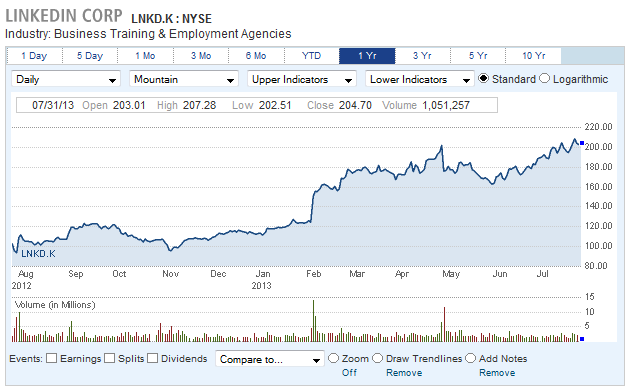 LINKEDIN CORP LNKD.K : NYSE
Industry: Business Training & Employment Agencies
1 Day 5 Day 1 Mo 3 Mo 6 Mo YTD 1 Yr 3 Yr 5 Yr 10 Yr
Daily Mountain Upper Indicators Lower Indicators Standard Logarithmic
07/31/13 Open 203.01 High 207.28 Low 202.51 Close 204.70 Volume 1,051,257
220.00
200.00
180.00
160.00
140.00
120.00
100.00
80.00
LNKD.K
Aug Sep Oct Nov Dec Jan Feb Mar Apr May Jun Jul
2012 2013
Volume (in Millions)
15
10
5
Events: Earnings Splits Dividends Compare to... Zoom Draw Trendlines Add Notes
Off Remove Remove